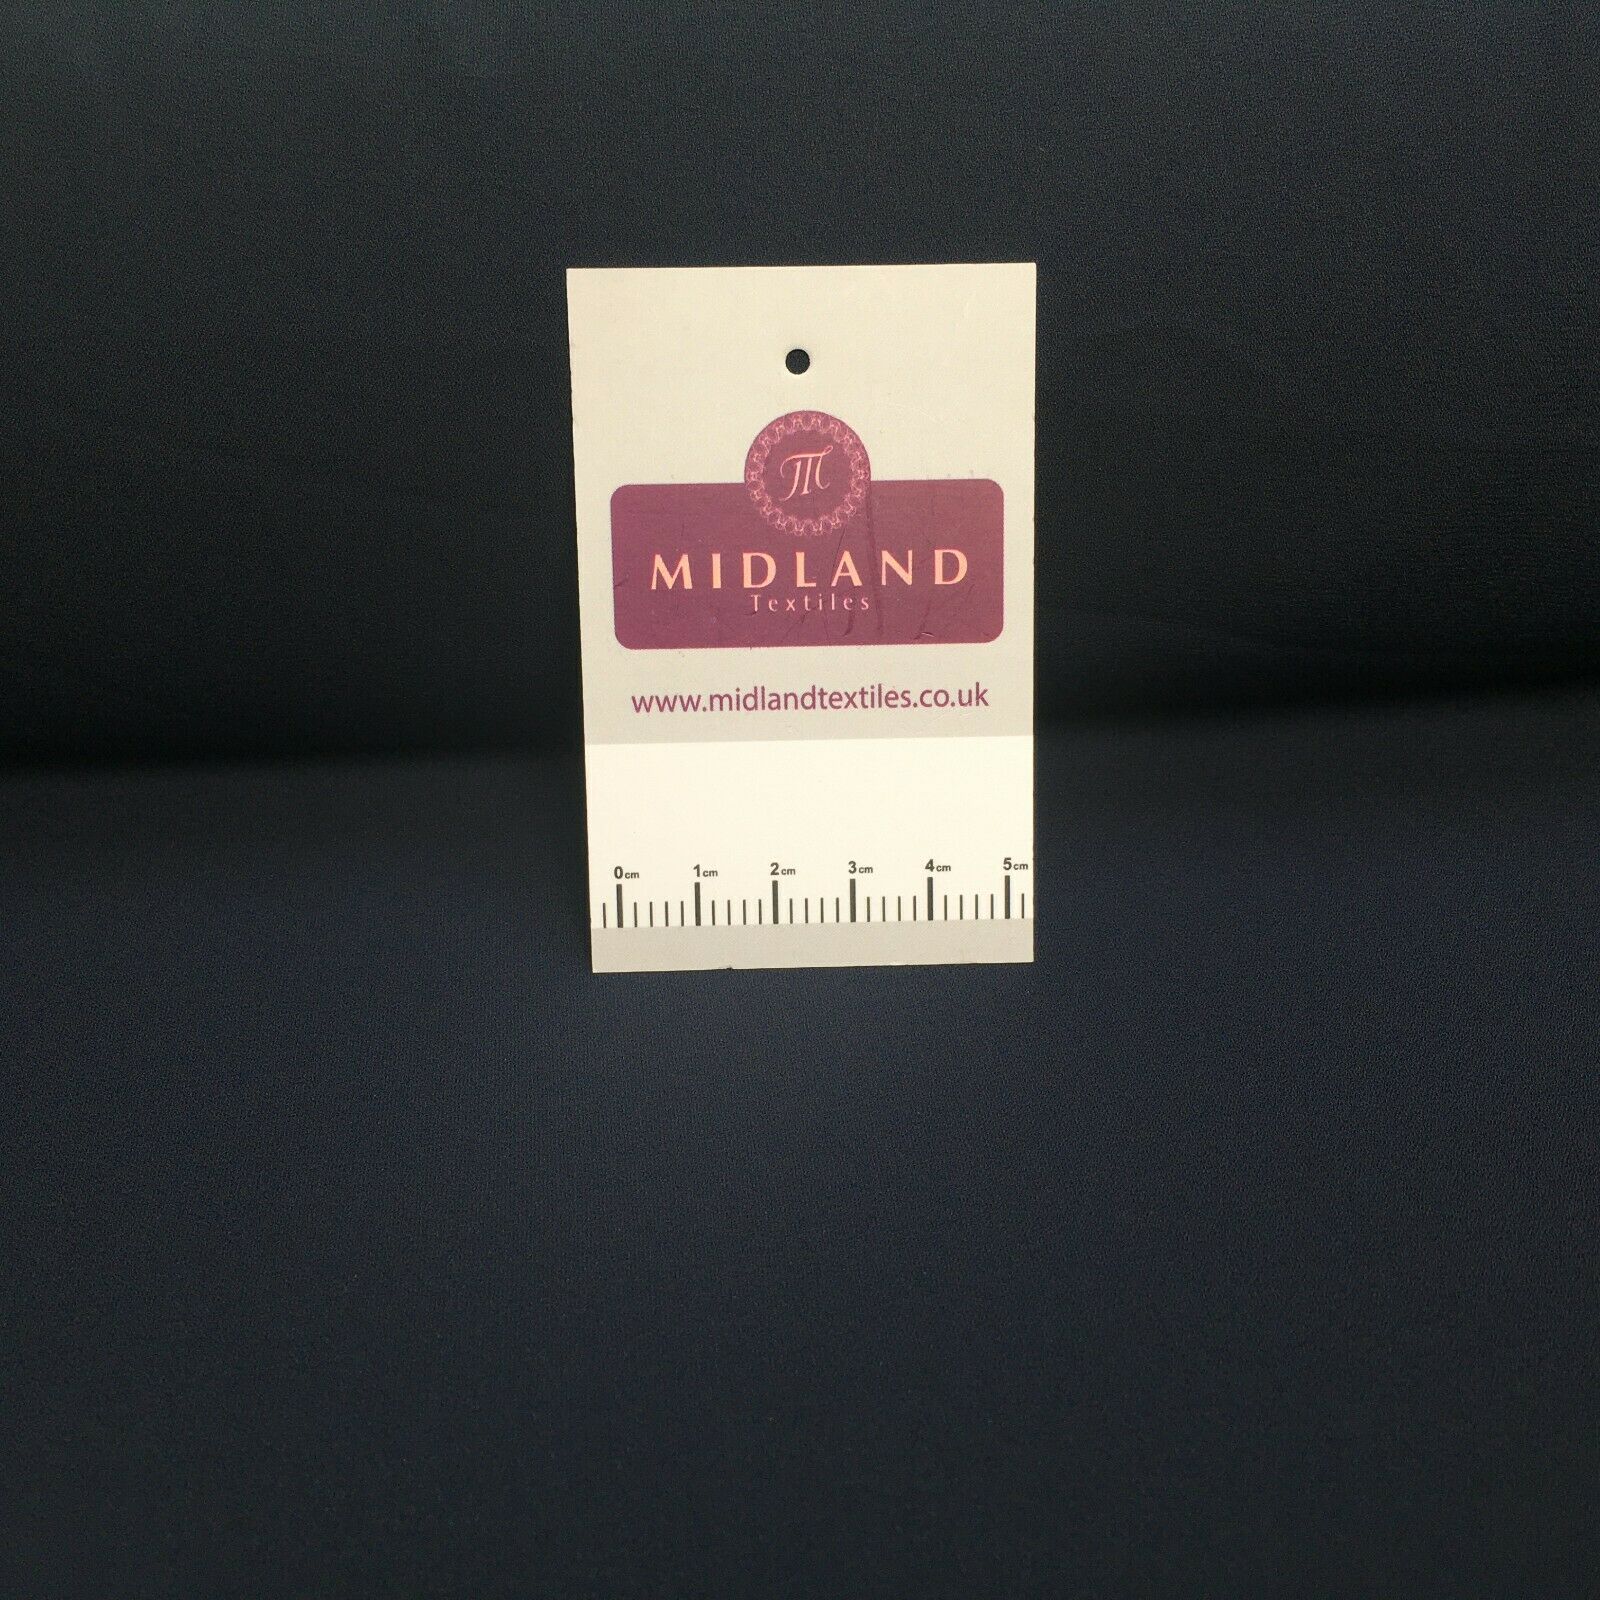 M
MIDLAND
Textiles
www.midlandtextiles.co.uk
0cm 1cm 2cm 3cm 4cm 5cm